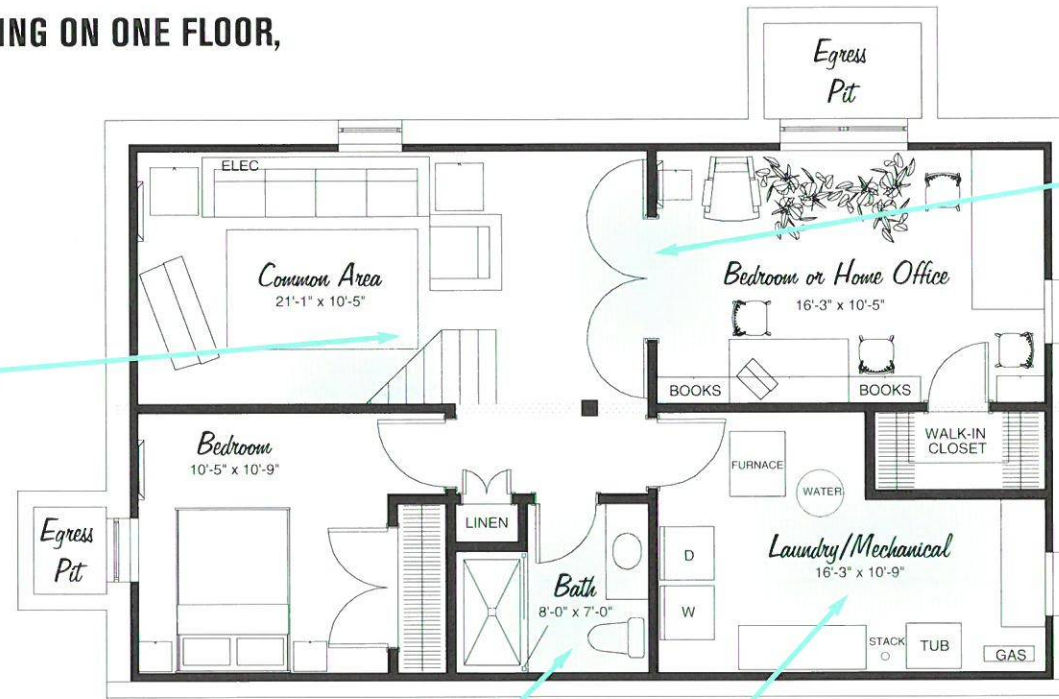 ING ON ONE FLOOR,
Egress
Pit
ELEC
Common Area
21'-1" x 10'-5"
Bedroom or Home Office
16'-3" x 10'-5"
BOOKS
BOOKS
WALK-IN
CLOSET
Bedroom
10'-5" x 10'-9"
FURNACE
WATER
LINEN
Egress
Pit
D
W
Laundry/Mechanical
16'-3" x 10'-9"
Bath
8'-0" x 7'-0"
STACK
TUB
GAS